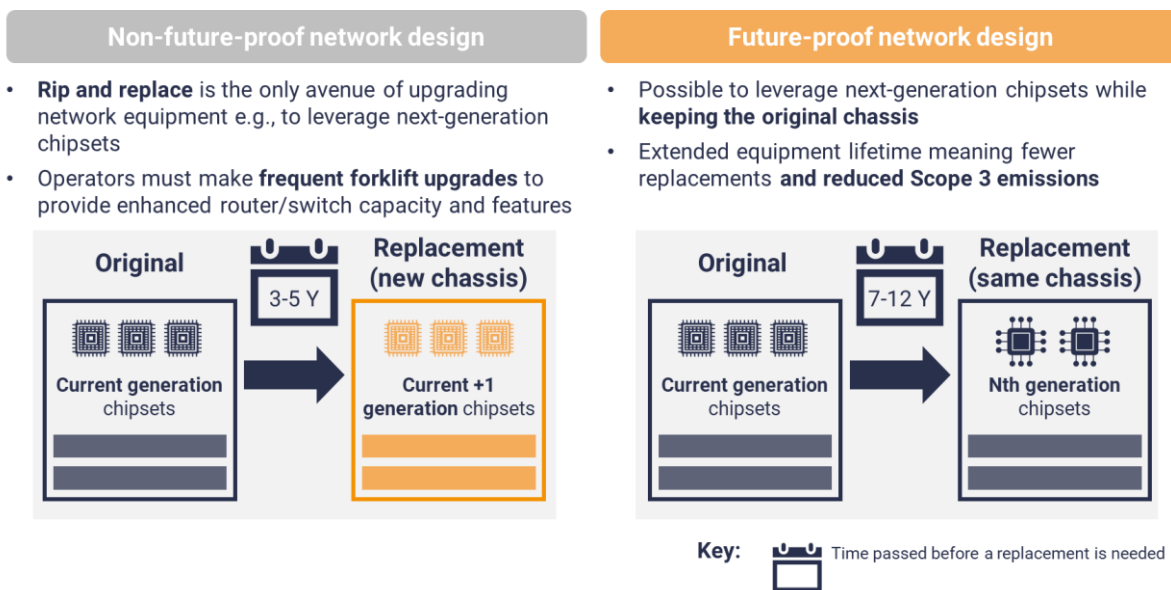 Non-future-proof network design
• Rip and replace is the only avenue of upgrading
network equipment e.g., to leverage next-generation
chipsets
• Operators must make frequent forklift upgrades to
provide enhanced router/switch capacity and features
Original
3-5 Y
Replacement
(new chassis)
Current generation
chipsets
Current +1
generation chipsets
Future-proof network design
• Possible to leverage next-generation chipsets while
keeping the original chassis
• Extended equipment lifetime meaning fewer
replacements and reduced Scope 3 emissions
Original
7-12 Y
Replacement
(same chassis)
Current generation
chipsets
Nth generation
chipsets
Key:
Time passed before a replacement is needed